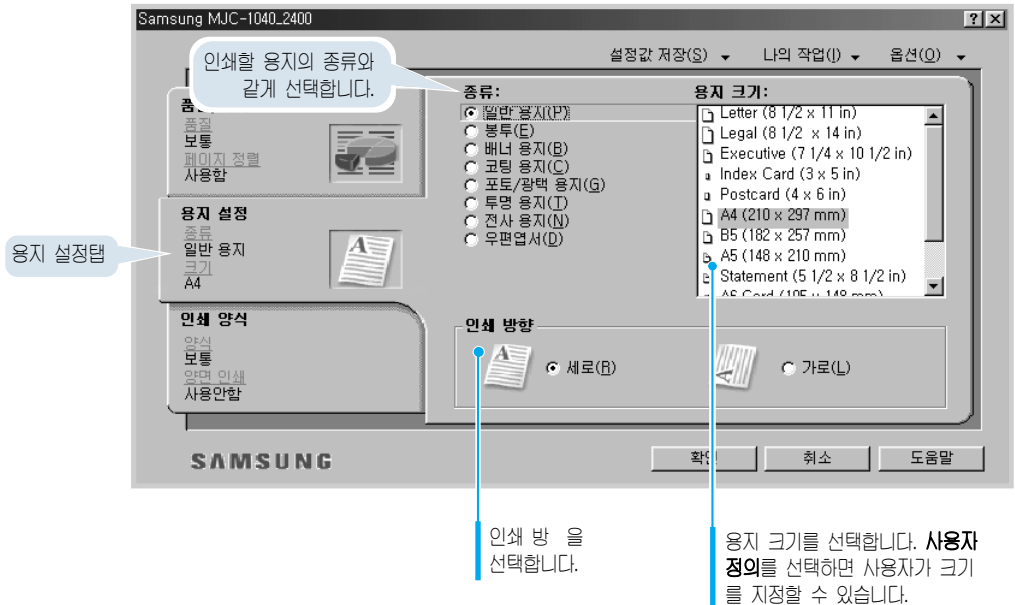 Samsung MJC-1040_2400
설정값 저장(S)
나의 작업(I)
옵션(O)
인쇄할 용지의 종류와
같게 선택합니다.
품질
보통
페이지 정렬
사용함
용지 설정
종류
일반 용지
크기
A4
용지 설정탭
인쇄 양식
양식
보통
양면 인쇄
사용안함
종류:
일반 용지(P)
봉투(E)
배너 용지(B)
코팅 용지(C)
포토/광택 용지(G)
투명 용지(T)
전사 용지(N)
우편엽서(D)
용지 크기:
Letter (8 1/2 x 11 in)
Legal (8 1/2 x 14 in)
Executive (7 1/4 x 10 1/2 in)
Index Card (3 x 5 in)
Postcard (4 x 6 in)
A4 (210 x 297 mm)
B5 (182 x 257 mm)
A5 (148 x 210 mm)
Statement (5 1/2 x 8 1/2 in)
A6 Card (105 x 148 mm)
인쇄 방향
세로(R)
가로(L)
SAMSUNG
확인
취소
도움말
인쇄 방 을
선택합니다.
용지 크기를 선택합니다. 사용자
정의를 선택하면 사용자가 크기
를 지정할 수 있습니다.